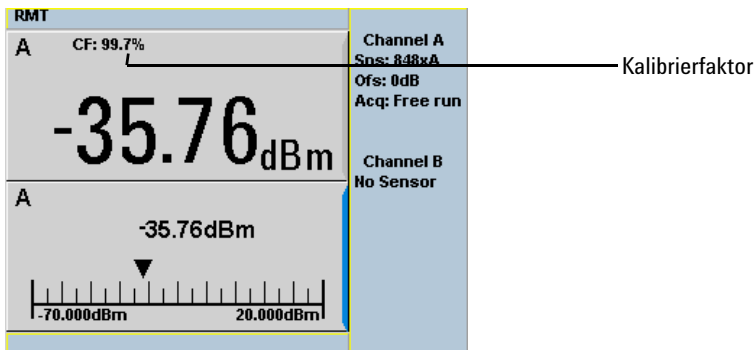 RMT
A CF: 99.7%
-35.76dBm
A
-35.76dBm
-70.000dBm 20.000dBm
Channel A
Sns: 848xA
Ofs: 0dB
Acq: Free run
Channel B
No Sensor
Kalibrierfaktor